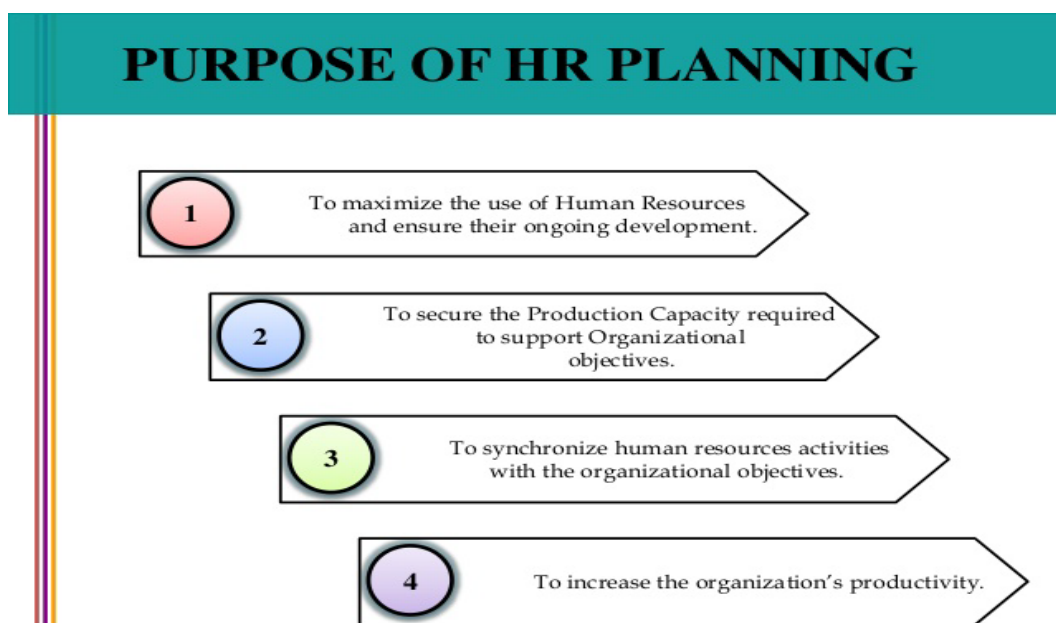 PURPOSE OF HR PLANNING
1
To maximize the use of Human Resources
and ensure their ongoing development.
2
To secure the Production Capacity required
to support Organizational
objectives.
3
To synchronize human resources activities
with the organizational objectives.
4
To increase the organization’s productivity.